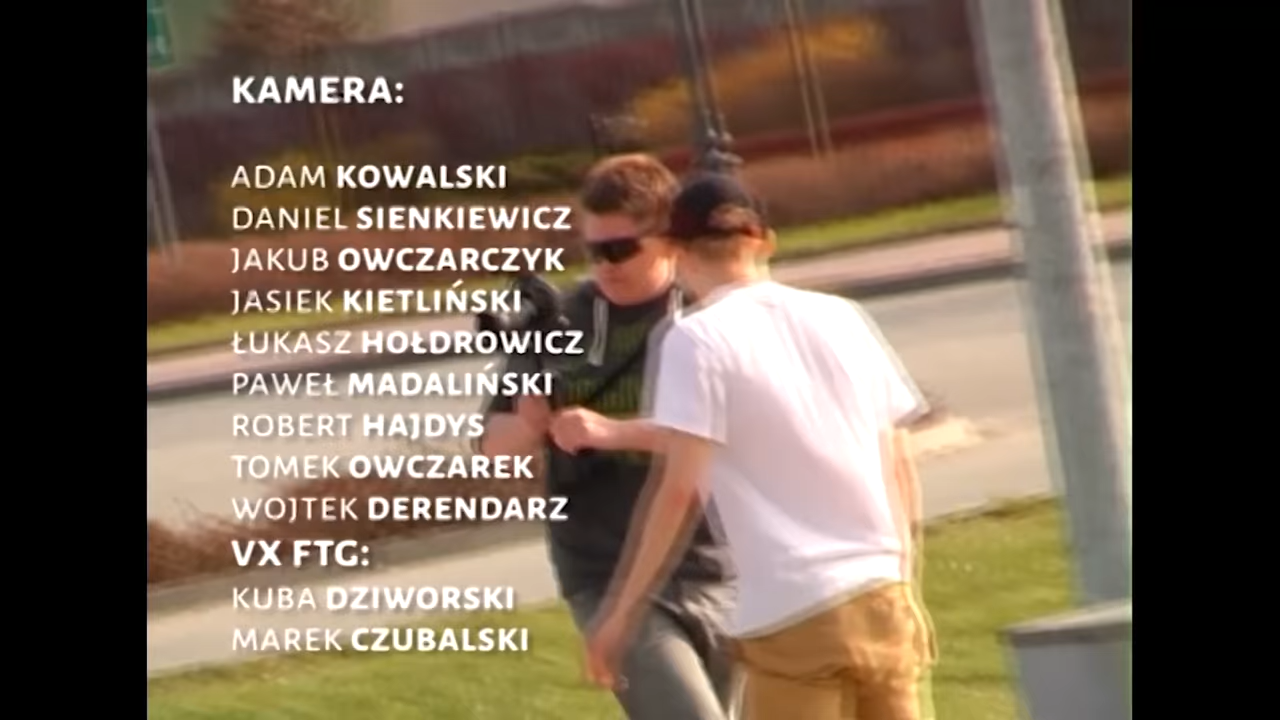 KAMERA:
ADAM KOWALSKI
DANIEL SIENKIEWICZ
JAKUB OWCZARCZYK
JASIEK KIETLIŃSKI
ŁUKASZ HOŁDROWICZ
PAWEŁ MADALIŃSKI
ROBERT HAJDYS
TOMEK OWCZAREK
WOJTEK DERENDARZ
VX FTG:
KUBA DZIWORSKI
MAREK CZUBALSKI